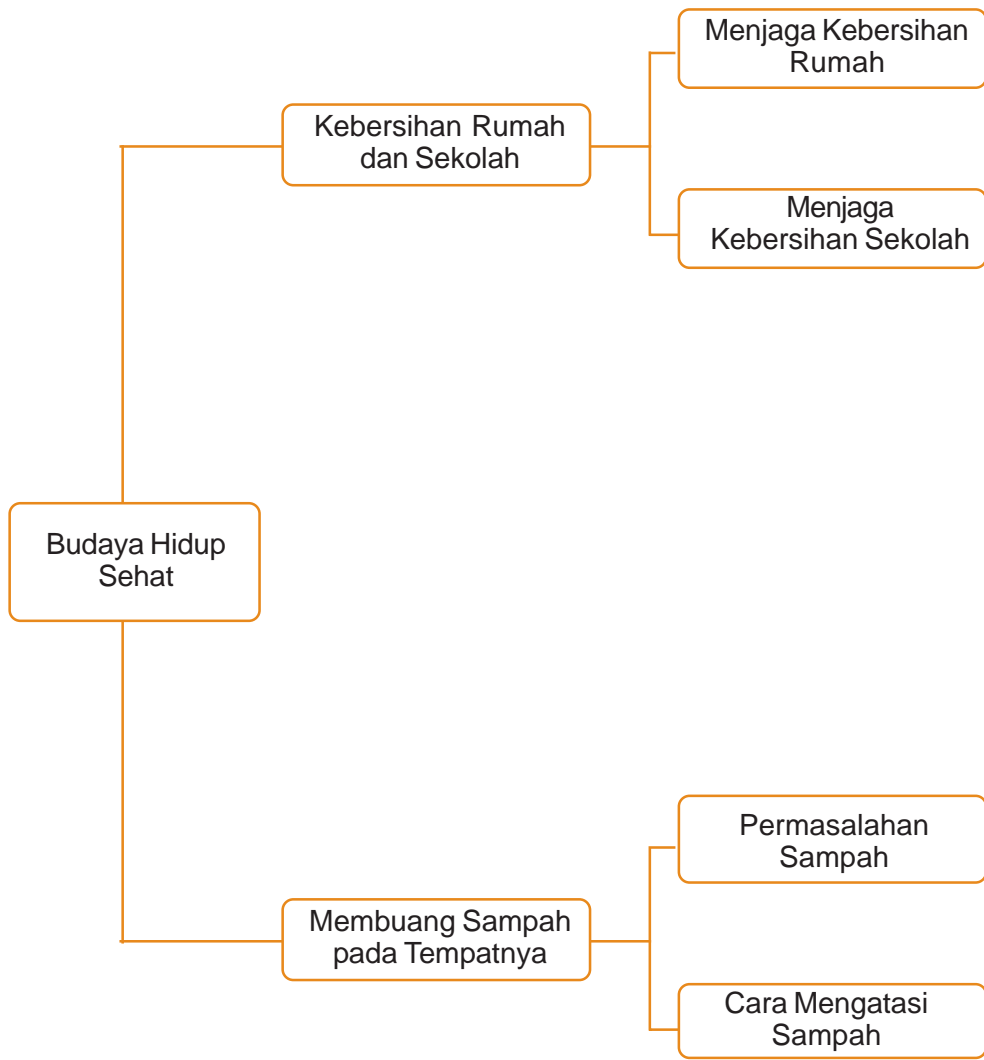 Menjaga Kebersihan
Rumah
Kebersihan Rumah
dan Sekolah
Menjaga
Kebersihan Sekolah
Budaya Hidup
Sehat
Permasalahan
Sampah
Membuang Sampah
pada Tempatnya
Cara Mengatasi
Sampah